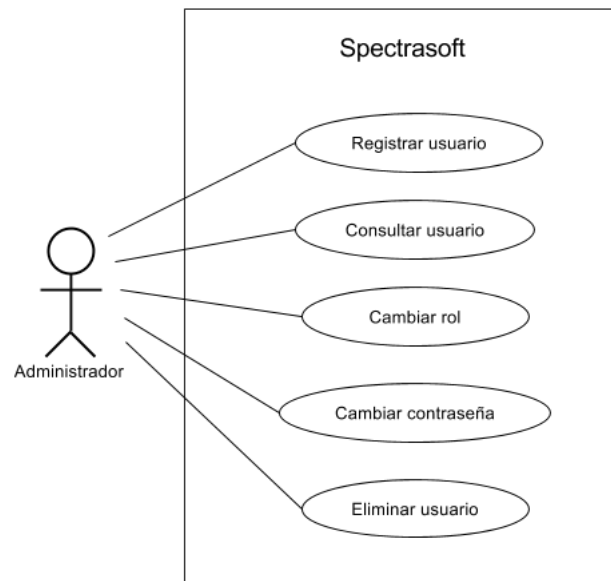 Spectrasoft
Registrar usuario
Consultar usuario
Cambiar rol
Administrador
Cambiar contraseña
Eliminar usuario